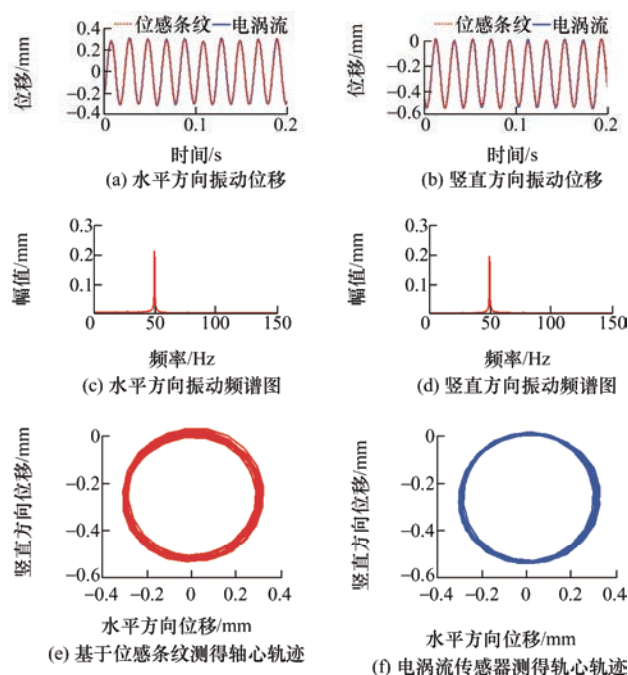 位感条纹 电涡流
位感条纹 电涡流
0.4
0.2
0
−0.2
−0.4
位移/mm
0
0.1
0.2
时间/s
(a) 水平方向振动位移
0
−0.2
−0.4
−0.6
位移/mm
0
0.1
0.2
时间/s
(b) 竖直方向振动位移
0.3
0.2
0.1
幅值/mm
0
50
100
150
频率/Hz
(c) 水平方向振动频谱图
0.3
0.2
0.1
幅值/mm
0
50
100
150
频率/Hz
(d) 竖直方向振动频谱图
0
−0.2
−0.4
−0.6
竖直方向位移/mm
−0.4
−0.2
0
0.2
0.4
水平方向位移/mm
(e) 基于位感条纹测得轴心轨迹
0
−0.2
−0.4
−0.6
竖直方向位移/mm
−0.4
−0.2
0
0.2
0.4
水平方向位移/mm
(f) 电涡流传感器测得轨心轨迹